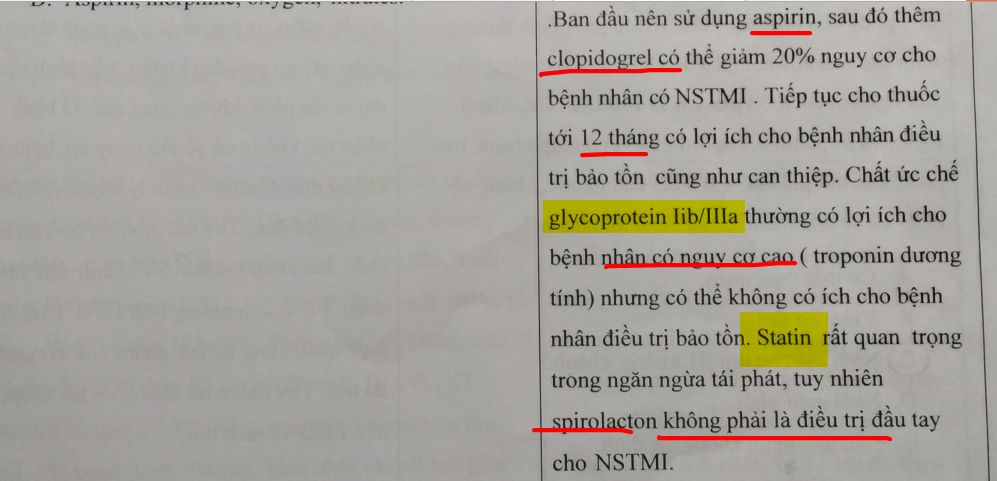 D. Aspirin, morphine, oxygen, nitrates.
.Ban đầu nên sử dụng aspirin, sau đó thêm
clopidogrel có thể giảm 20% nguy cơ cho
bệnh nhân có NSTMI . Tiếp tục cho thuốc
tới 12 tháng có lợi ích cho bệnh nhân điều
trị bảo tồn cũng như can thiệp. Chất ức chế
glycoprotein Iib/IIIa thường có lợi ích cho
bệnh nhân có nguy cơ cao ( troponin dương
tính) nhưng có thể không có ích cho bệnh
nhân điều trị bảo tồn. Statin rất quan trọng
trong ngăn ngừa tái phát, tuy nhiên
spirolacton không phải là điều trị đầu tay
cho NSTMI.